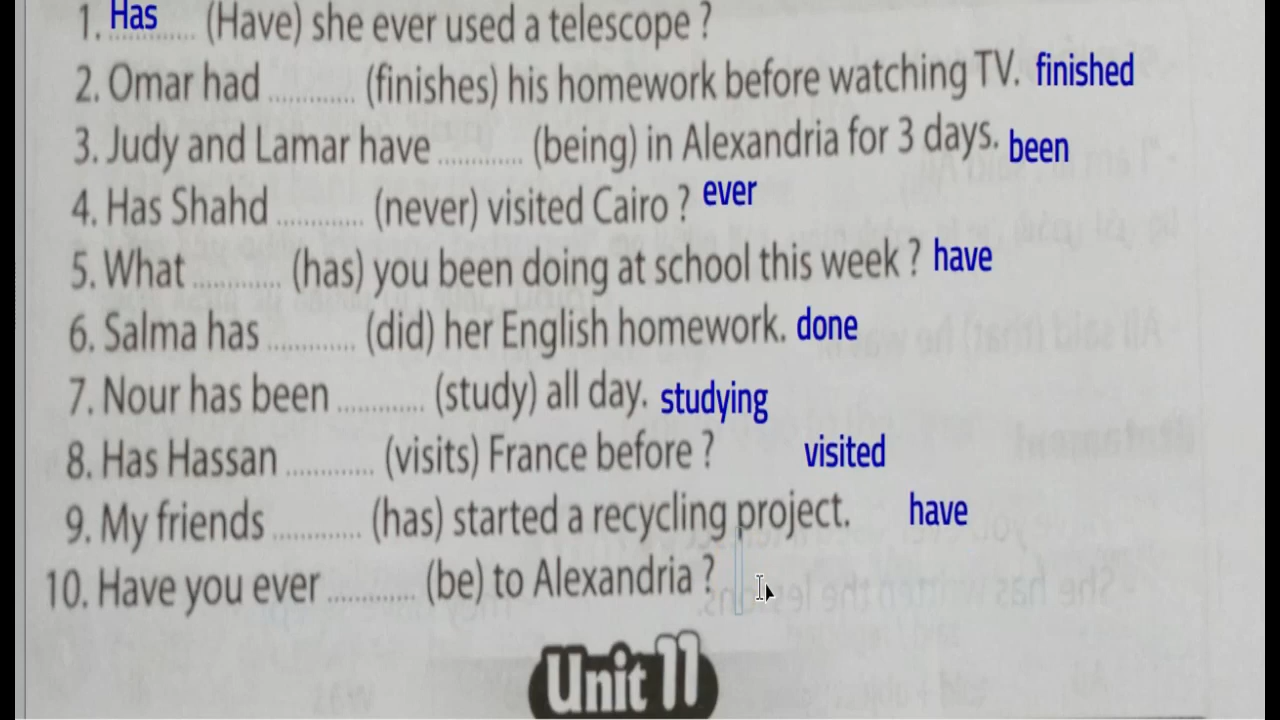 1. Has ............ (Have) she ever used a telescope ?
2. Omar had ............ (finishes) his homework before watching TV. finished
3. Judy and Lamar have ............ (being) in Alexandria for 3 days. been
4. Has Shahd ............ (never) visited Cairo ? ever
5. What ............ (has) you been doing at school this week ? have
6. Salma has ............ (did) her English homework. done
7. Nour has been ............ (study) all day. studying
8. Has Hassan ............ (visits) France before ? visited
9. My friends ............ (has) started a recycling project. have
10. Have you ever ............ (be) to Alexandria ?
Unit 11